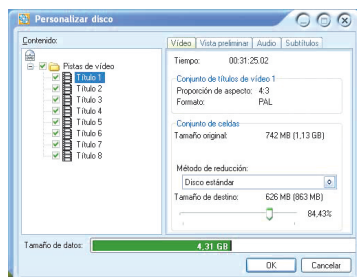 Personalizar disco
Contenido:
Pistas de vídeo
Título 1
Título 2
Título 3
Título 4
Título 5
Título 6
Título 7
Título 8
Vídeo Vista preliminar Audio Subtítulos
Tiempo: 00:31:25.02
Conjunto de títulos de vídeo 1
Proporción de aspecto: 4:3
Formato: PAL
Conjunto de celdas
Tamaño original: 742 MB (1,13 GB)
Método de reducción:
Disco estándar
Tamaño de destino: 626 MB (863 MB)
84,43%
Tamaño de datos: 4,31 GB
OK Cancelar